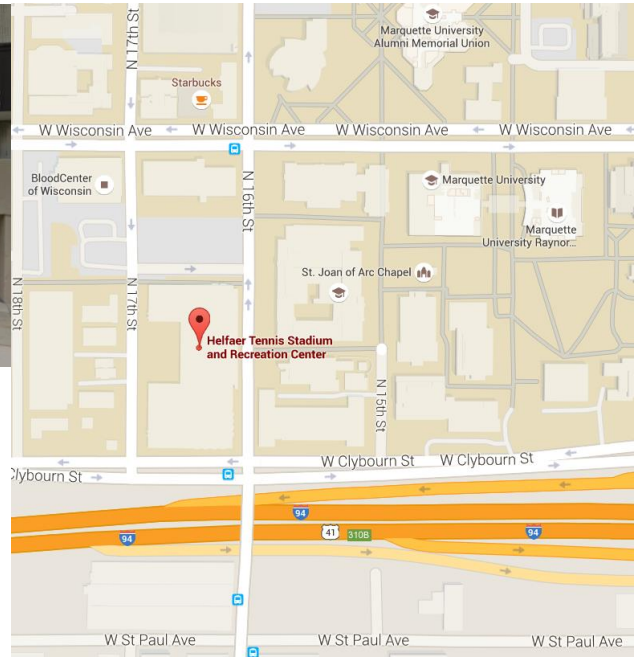 Marquette University
Alumni Memorial Union
N 17th St
Starbucks
W Wisconsin Ave
W Wisconsin Ave
W Wisconsin Ave
W Wisconsin Ave
BloodCenter
of Wisconsin
N 16th St
Marquette University
Marquette
University Raynor...
St. Joan of Arc Chapel
N 18th St
N 17th St
Helfaer Tennis Stadium
and Recreation Center
N 15th St
W Clybourn St
W Clybourn St
Clybourn St
94
41
310B
94
94
W St Paul Ave
W St Paul Ave
W St Paul Ave